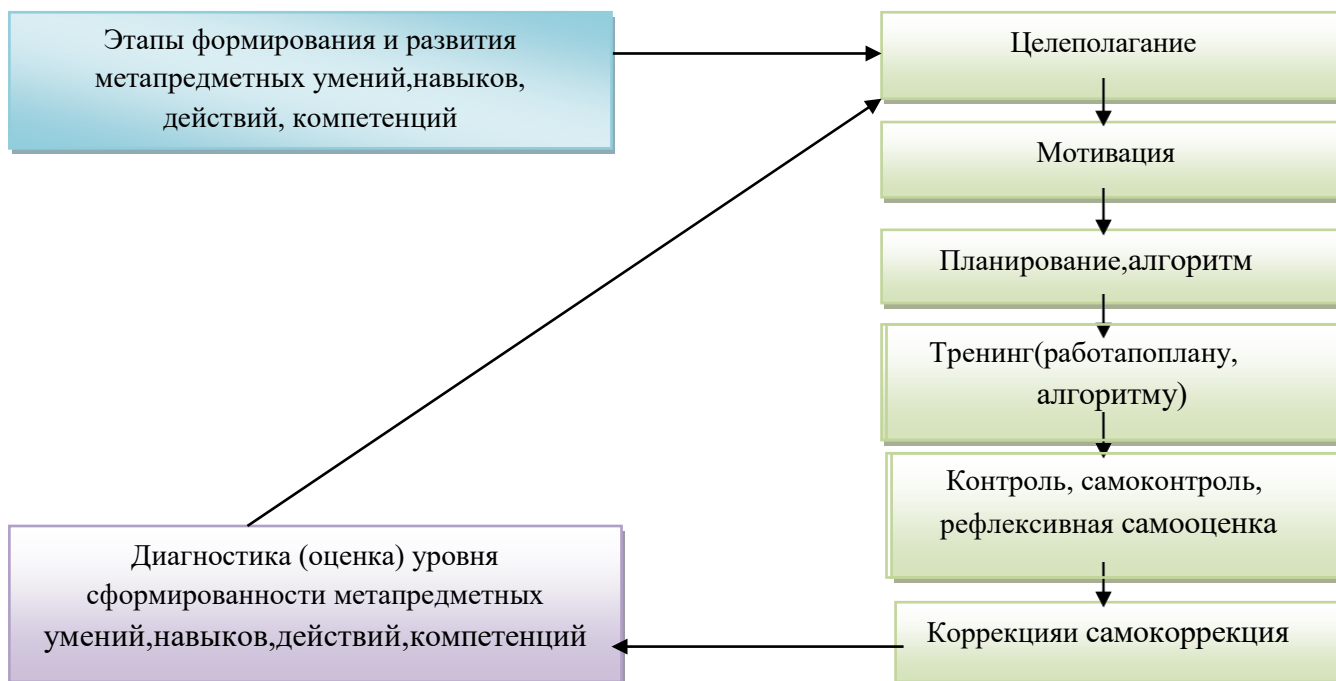 Этапы формирования и развития
метапредметных умений,навыков,
действий, компетенций
Целеполагание
Мотивация
Планирование,алгоритм
Тренинг(работапоплану,
алгоритму)
Контроль, самоконтроль,
рефлексивная самооценка
Коррекцияи самокоррекция
Диагностика (оценка) уровня
сформированности метапредметных
умений,навыков,действий,компетенций